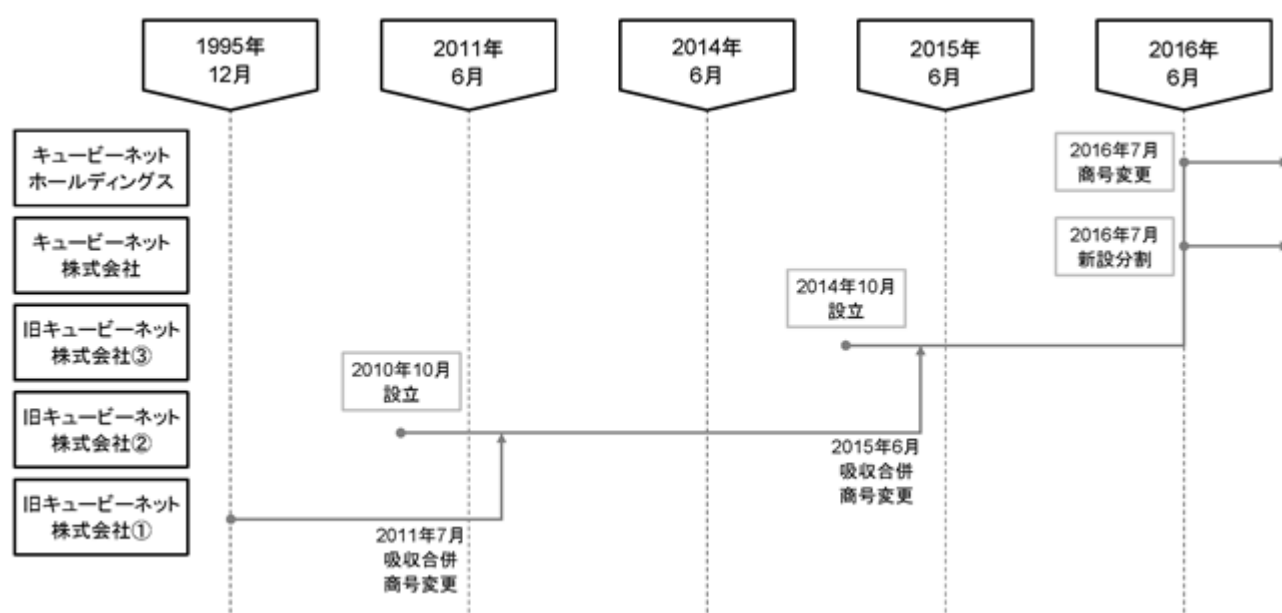 1995年
12月
2011年
6月
2014年
6月
2015年
6月
2016年
6月
キュービーネット
ホールディングス
2016年7月
商号変更
キュービーネット
株式会社
2016年7月
新設分割
旧キュービーネット
株式会社③
2014年10月
設立
旧キュービーネット
株式会社②
2010年10月
設立
2015年6月
吸収合併
商号変更
旧キュービーネット
株式会社①
2011年7月
吸収合併
商号変更